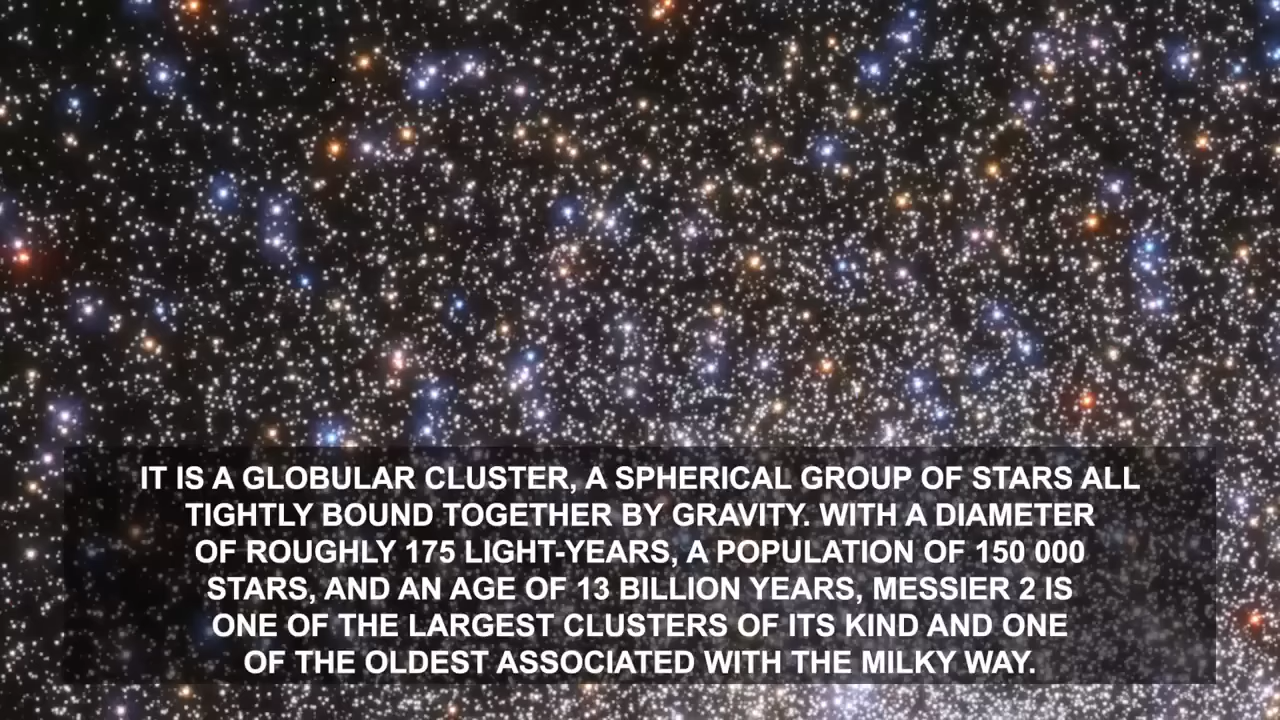 IT IS A GLOBULAR CLUSTER, A SPHERICAL GROUP OF STARS ALL
TIGHTLY BOUND TOGETHER BY GRAVITY. WITH A DIAMETER
OF ROUGHLY 175 LIGHT-YEARS, A POPULATION OF 150 000
STARS, AND AN AGE OF 13 BILLION YEARS, MESSIER 2 IS
ONE OF THE LARGEST CLUSTERS OF ITS KIND AND ONE
OF THE OLDEST ASSOCIATED WITH THE MILKY WAY.